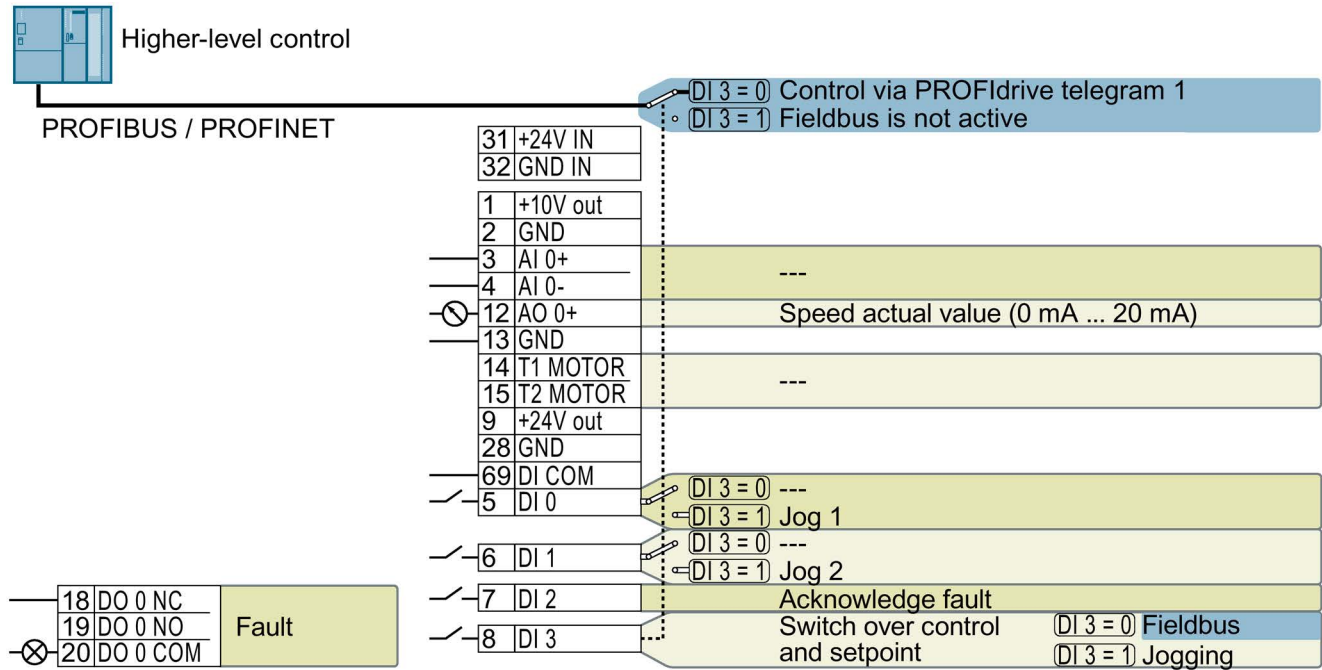 Higher-level control
PROFIBUS / PROFINET
DI 3 = 0 Control via PROFIdrive telegram 1
DI 3 = 1 Fieldbus is not active
31 +24V IN
32 GND IN
1 +10V out
2 GND
3 AI 0+
4 AI 0-
---
12 AO 0+ Speed actual value (0 mA ... 20 mA)
13 GND
14 T1 MOTOR
15 T2 MOTOR
---
9 +24V out
28 GND
69 DI COM
5 DI 0
DI 3 = 0 ---
DI 3 = 1 Jog 1
6 DI 1
DI 3 = 0 ---
DI 3 = 1 Jog 2
7 DI 2 Acknowledge fault
8 DI 3
Switch over control
and setpoint
DI 3 = 0 Fieldbus
DI 3 = 1 Jogging
18 DO 0 NC
19 DO 0 NO
20 DO 0 COM
Fault